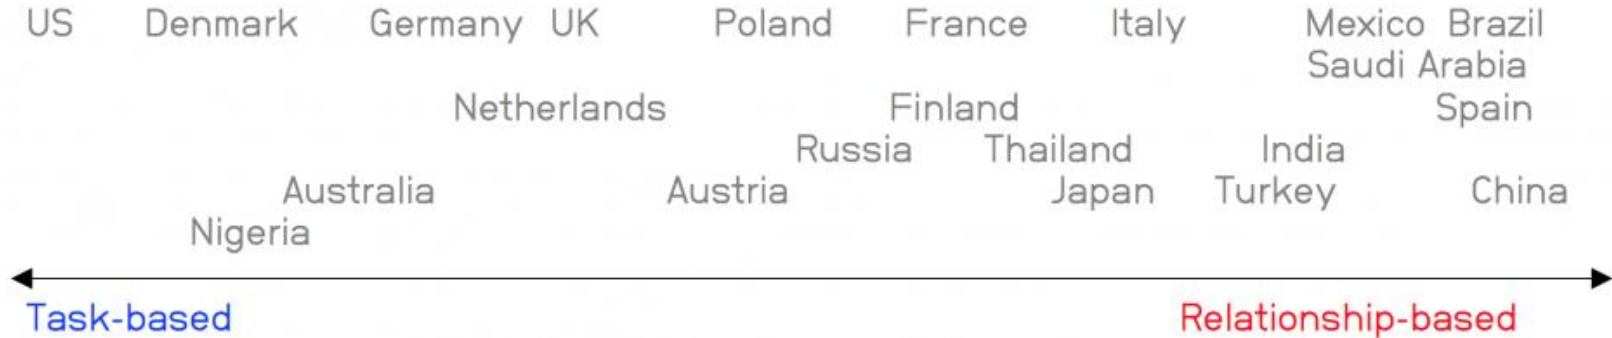 US Denmark Germany UK Poland France Italy Mexico Brazil
Saudi Arabia
Netherlands Finland Spain
Russia Thailand India
Australia Austria Japan Turkey China
Nigeria
Task-based Relationship-based